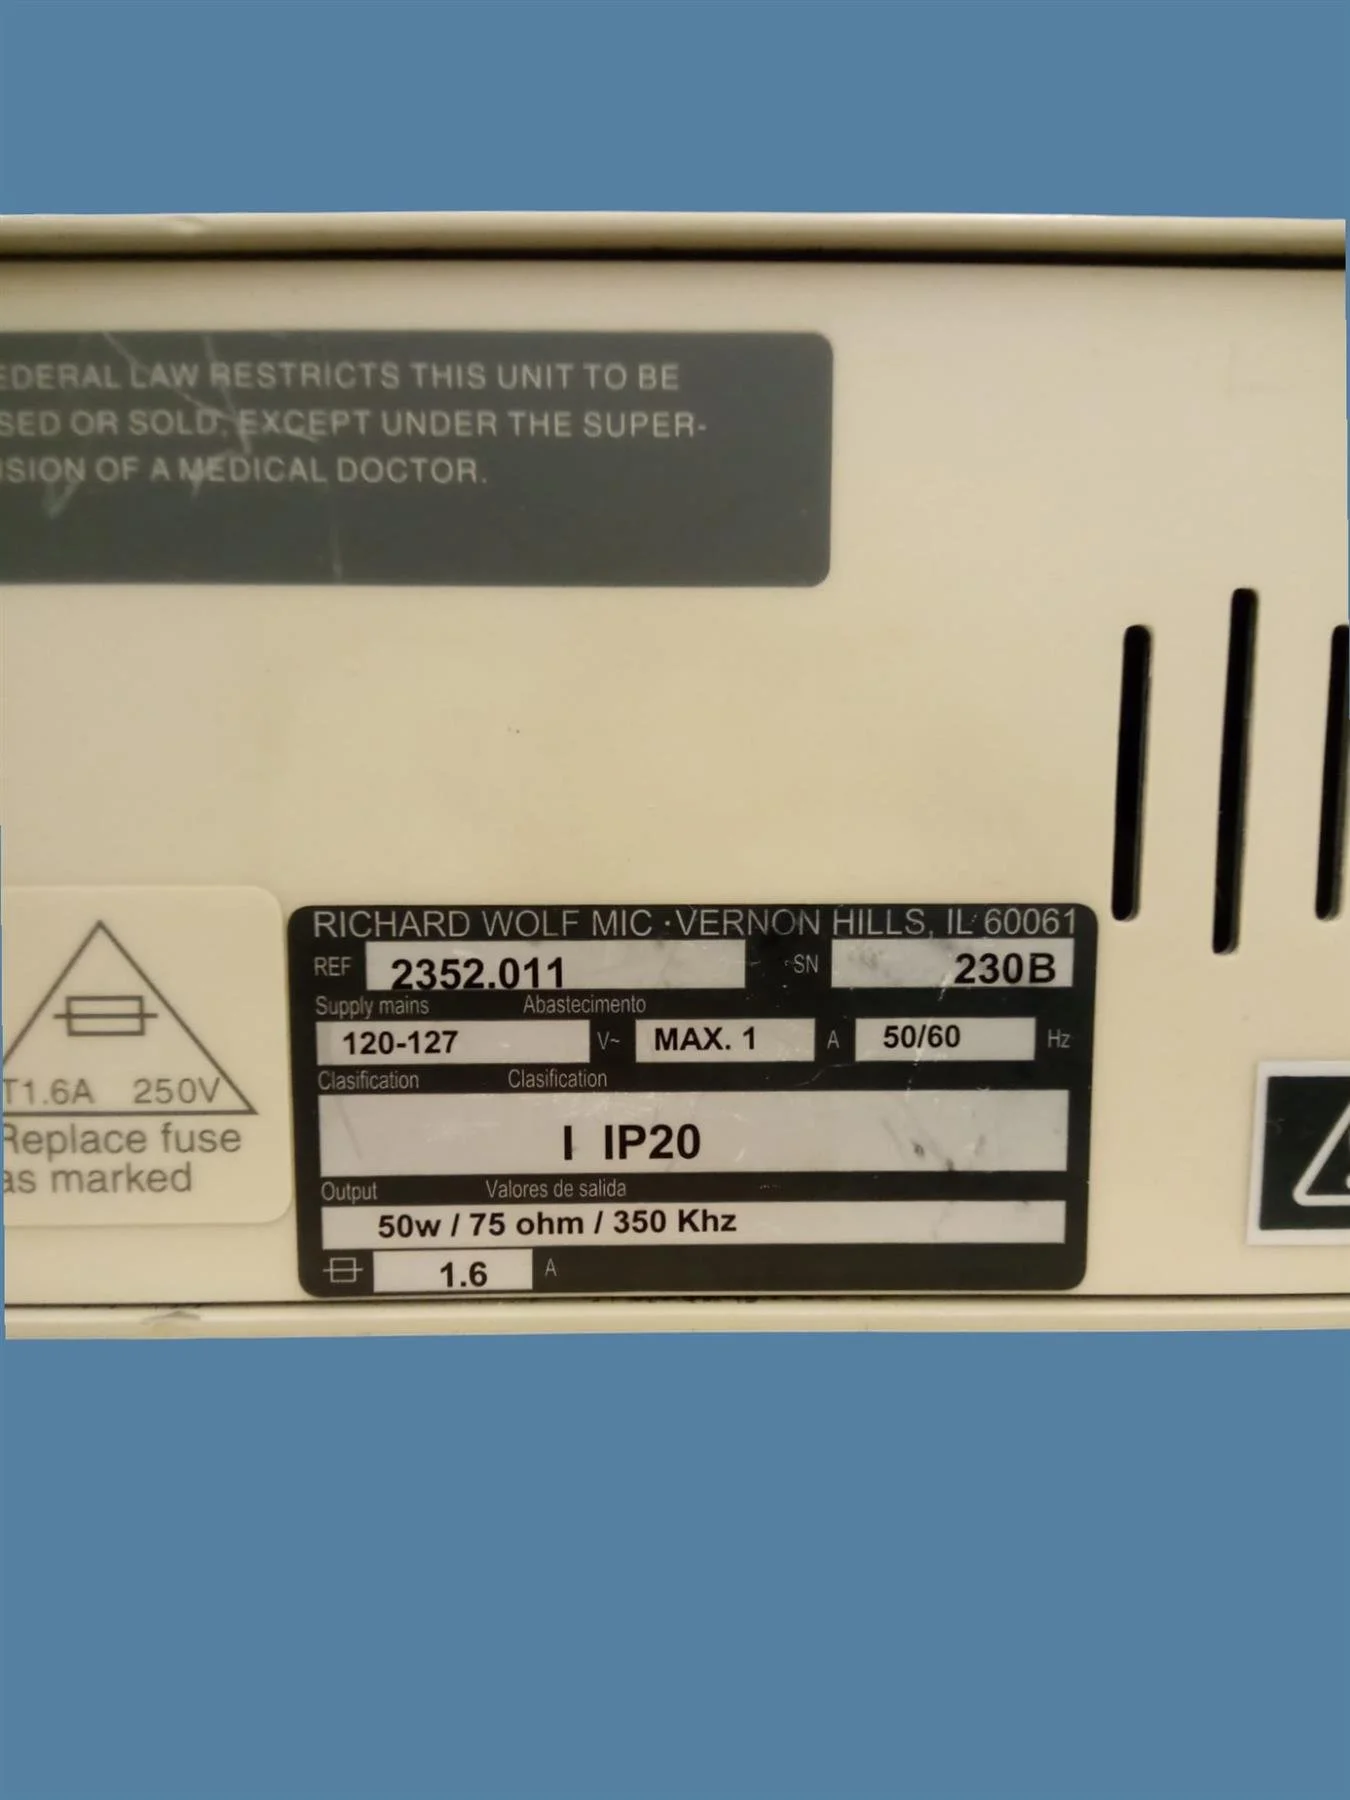 EDERAL LAW RESTRICTS THIS UNIT TO BE
SED OR SOLD, EXCEPT UNDER THE SUPER-
ISION OF A MEDICAL DOCTOR.
T1.6A 250V
Replace fuse
as marked
RICHARD WOLF MIC · VERNON HILLS, IL 60061
REF 2352.011 SN 230B
Supply mains Abastecimento
120-127 V~ MAX. 1 A 50/60 Hz
Clasification Clasification
I IP20
Output Valores de salida
50w / 75 ohm / 350 Khz
1.6 A